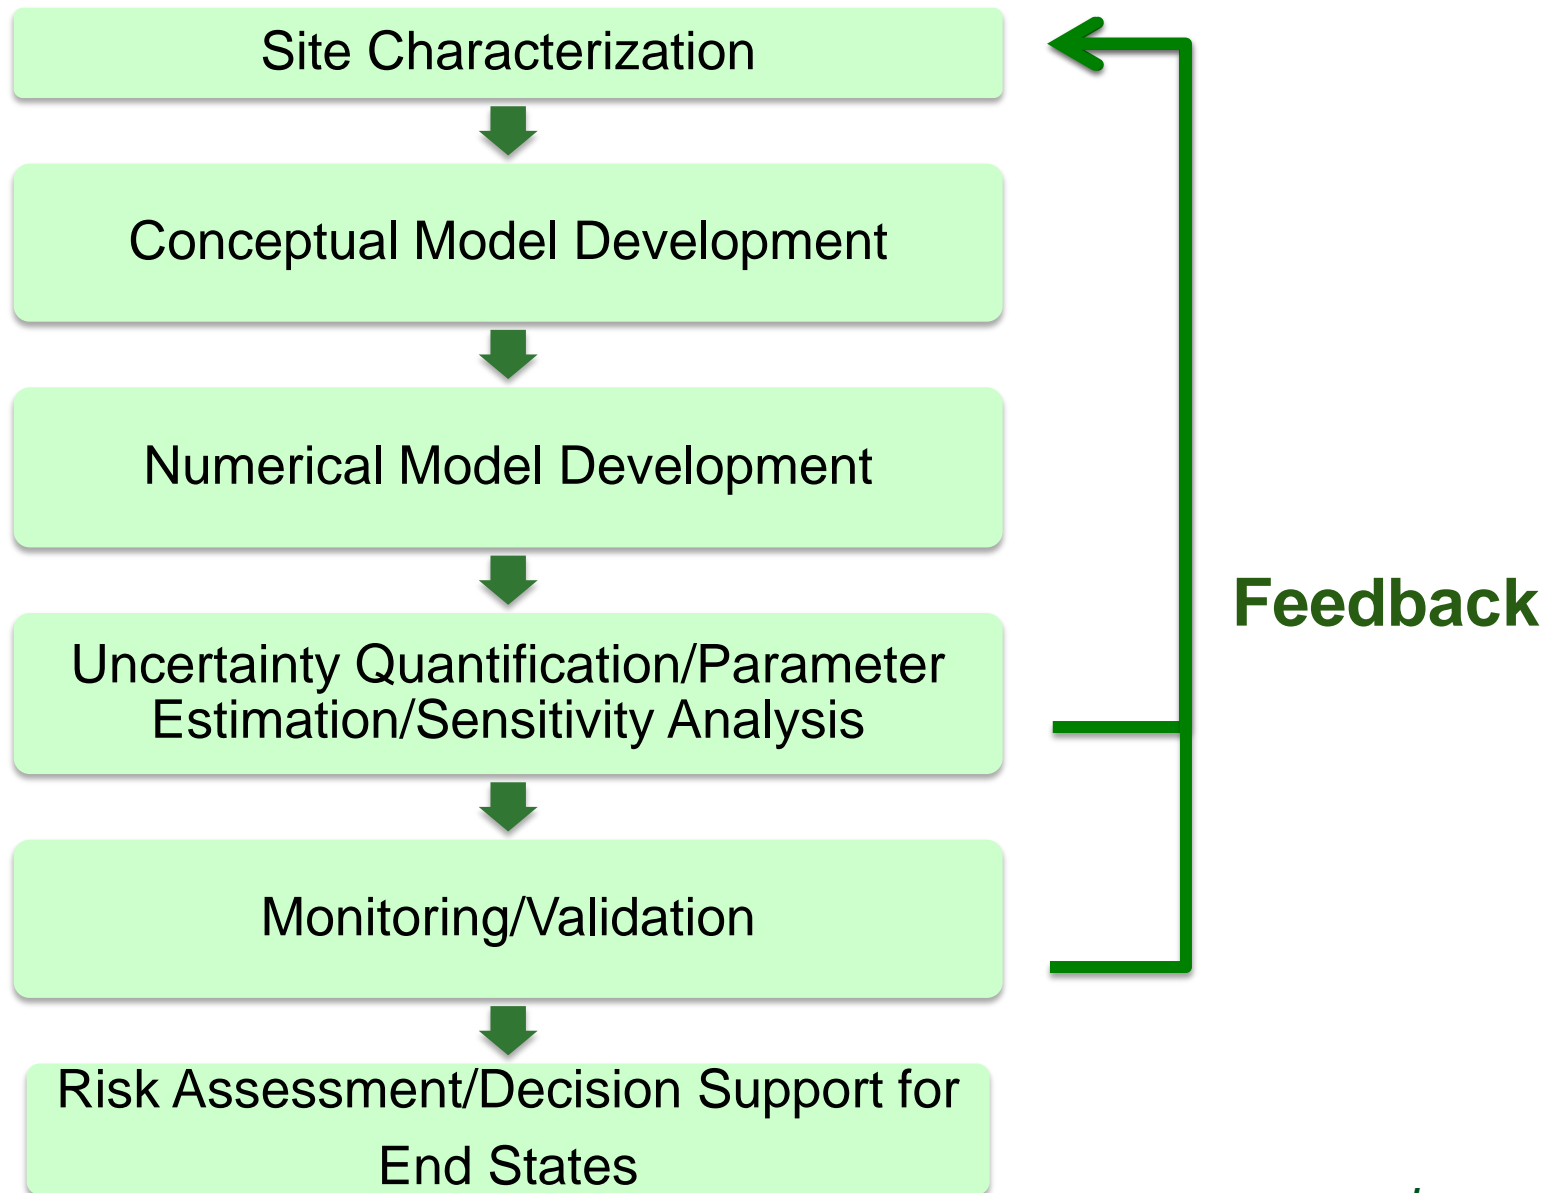 Site Characterization
Conceptual Model Development
Numerical Model Development
Feedback
Uncertainty Quantification/Parameter
Estimation/Sensitivity Analysis
Monitoring/Validation
Risk Assessment/Decision Support for
End States